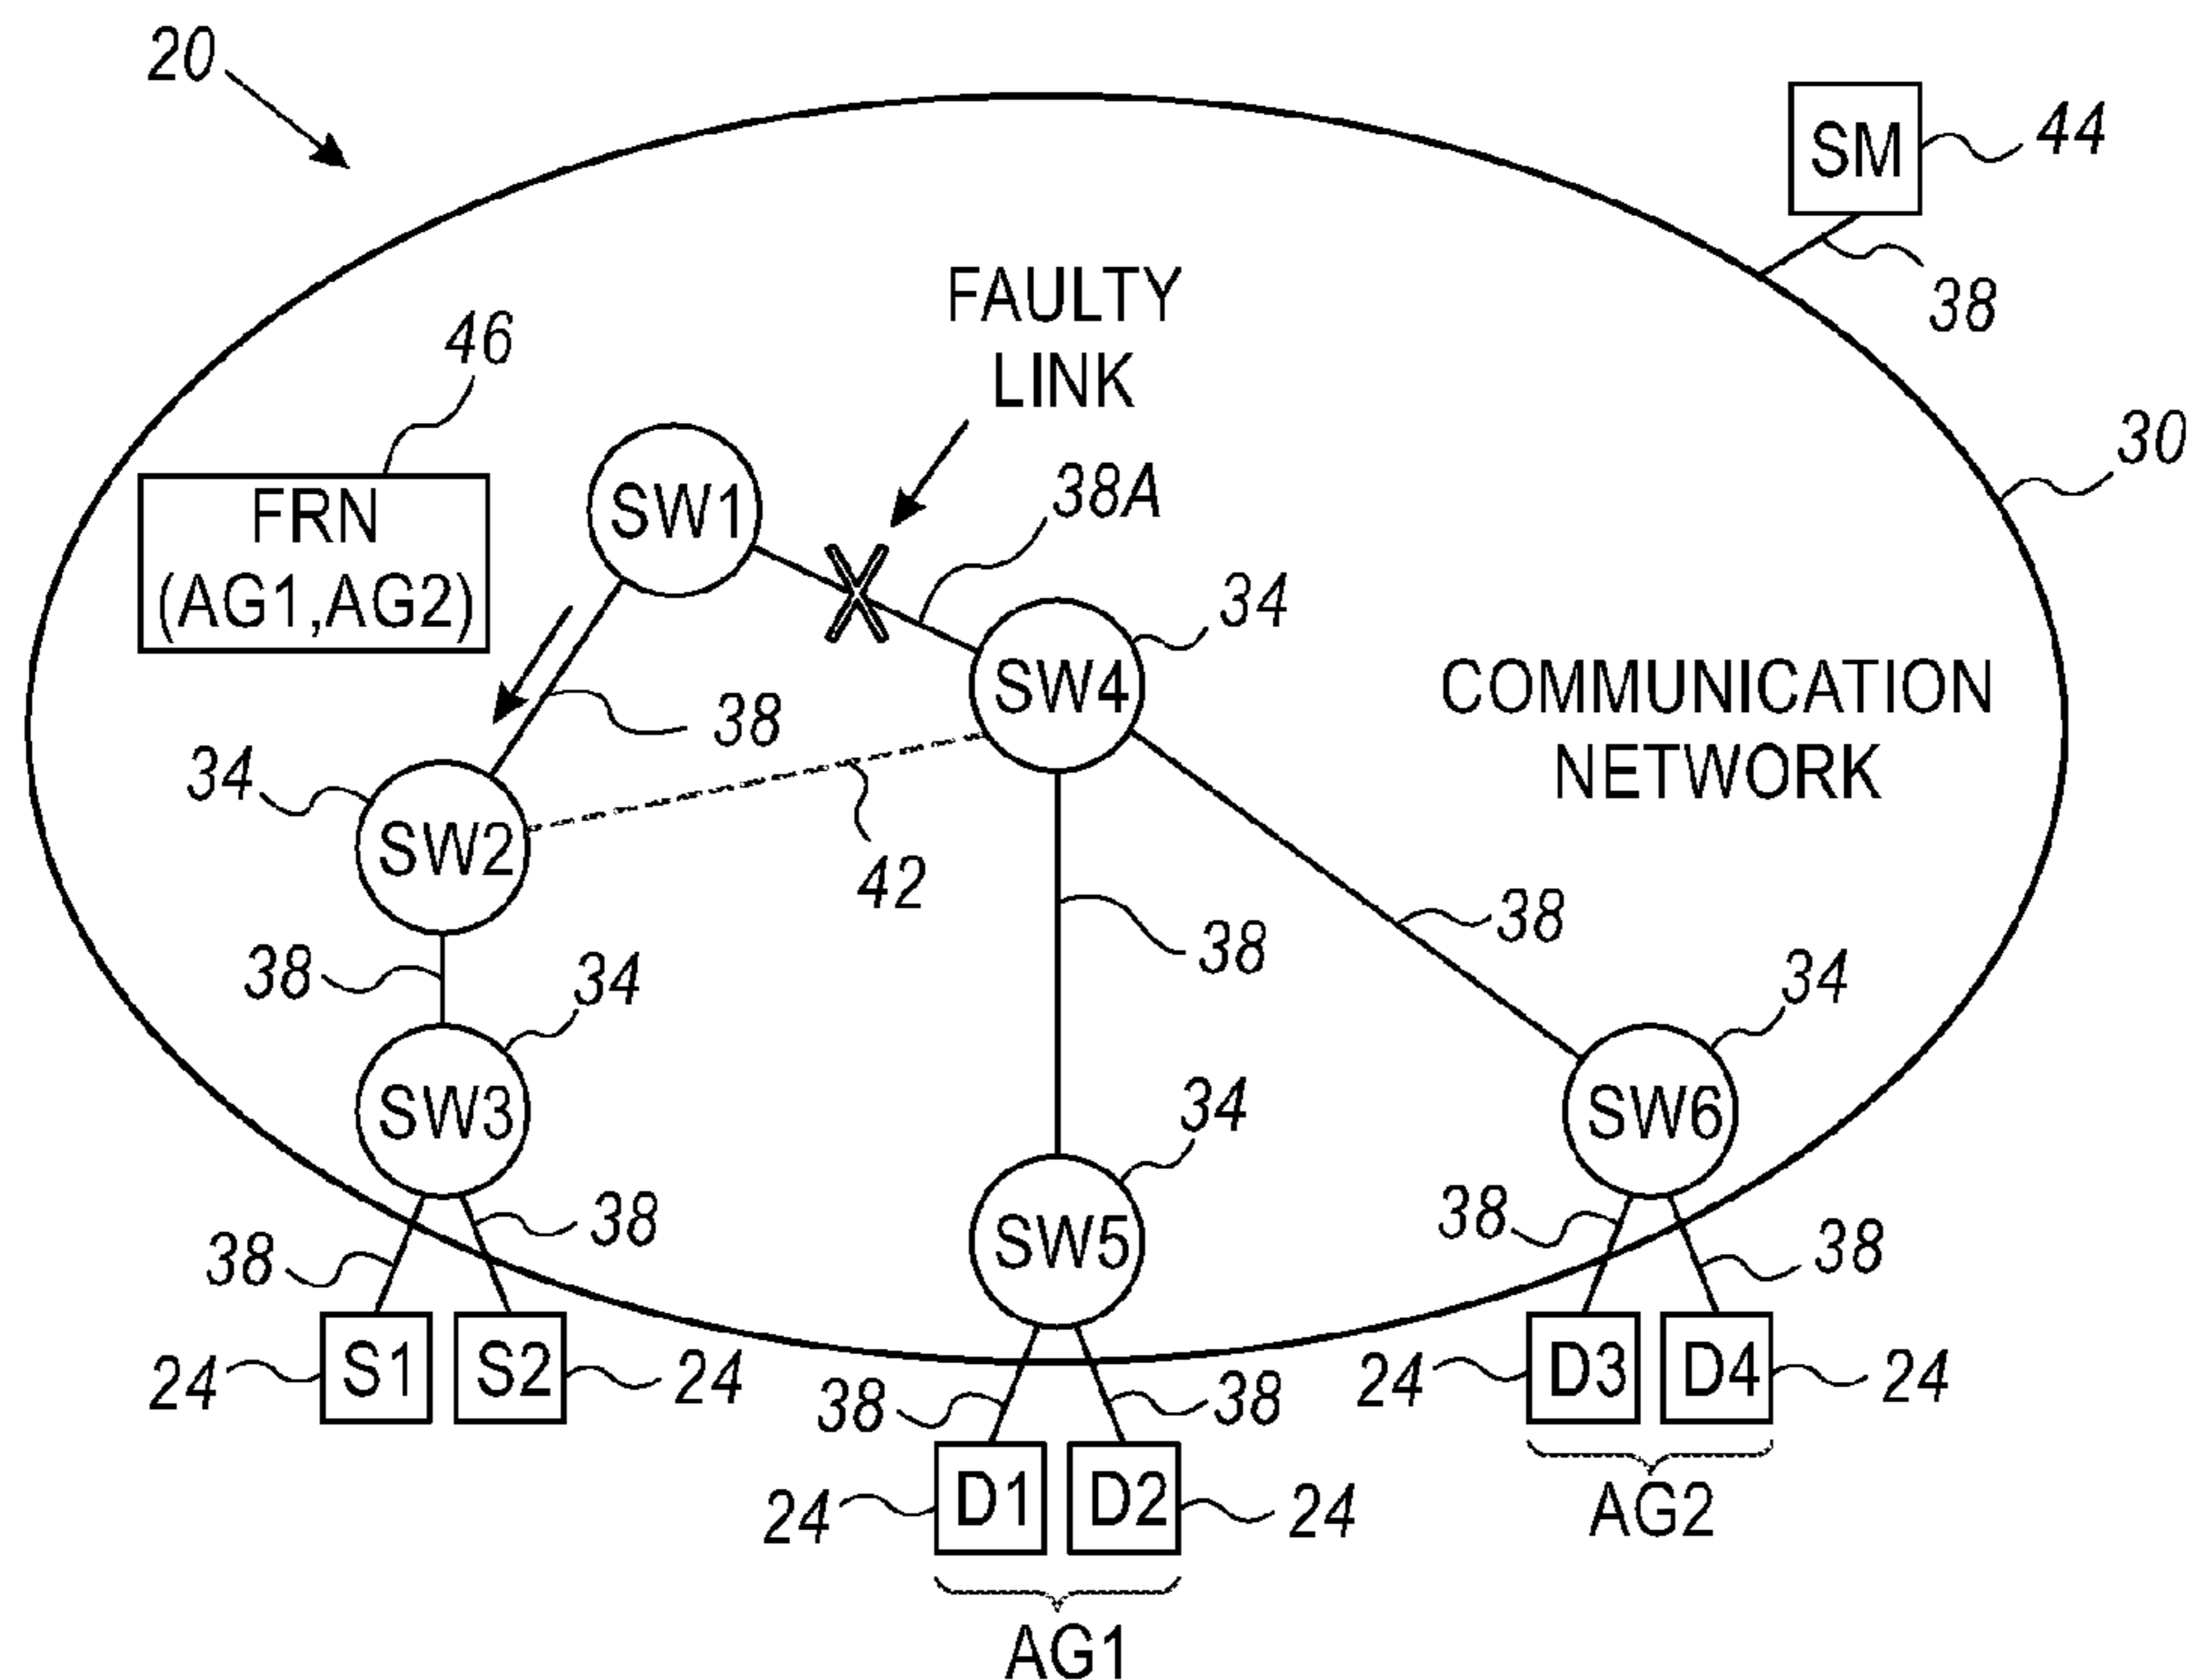 20
SM
44
38
FAULTY
LINK
46
30
FRN
(AG1,AG2)
SW1
38A
34
SW4
COMMUNICATION
NETWORK
38
34
SW2
42
38
38
38
34
34
SW3
34
SW6
34
SW5
38
38
38
38
24
S1
S2
24
38
38
24
D3
D4
24
24
D1
D2
24
AG2
AG1